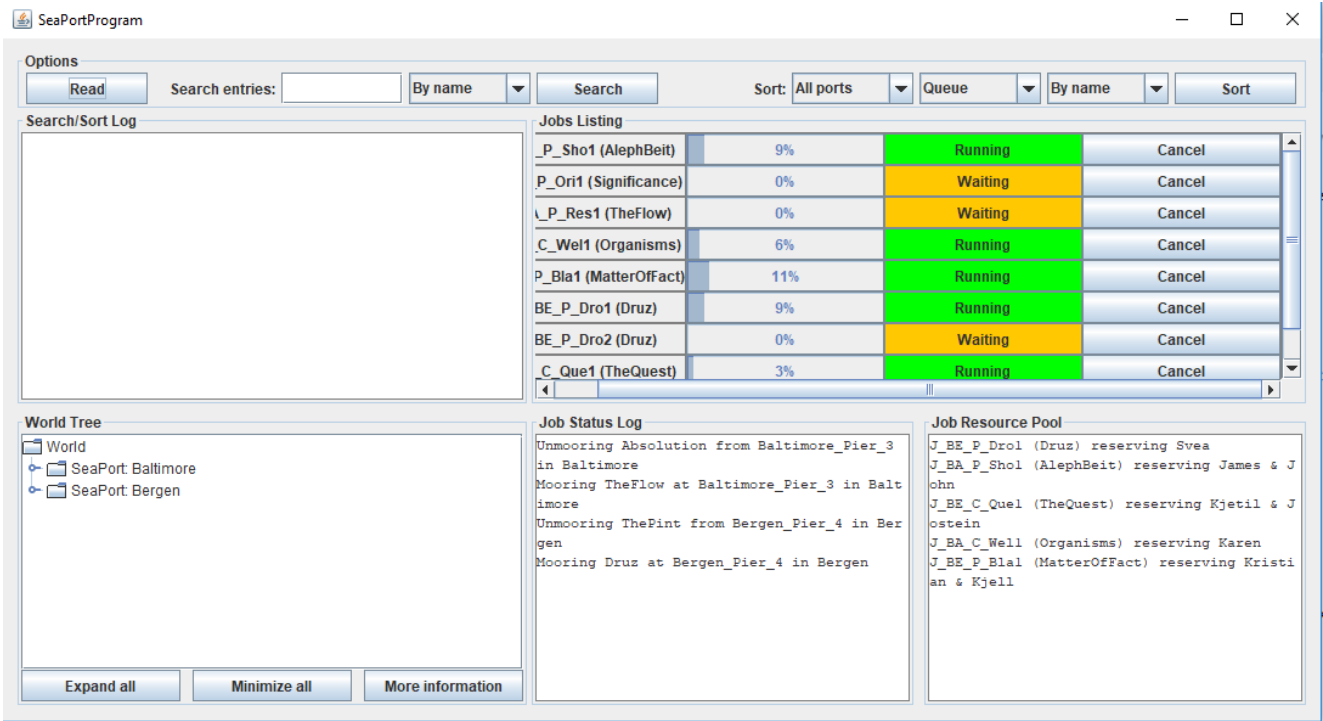 SeaPortProgram
Options
Read Search entries: By name Search Sort: All ports Queue By name Sort
Search/Sort Log
Jobs Listing
_P_Sho1 (AlephBeit) 9% Running Cancel
P_Ori1 (Significance) 0% Waiting Cancel
A_P_Res1 (TheFlow) 0% Waiting Cancel
C_Wel1 (Organisms) 6% Running Cancel
P_Bla1 (MatterOfFact) 11% Running Cancel
BE_P_Dro1 (Druz) 9% Running Cancel
BE_P_Dro2 (Druz) 0% Waiting Cancel
_C_Que1 (TheQuest) 3% Running Cancel
World Tree
World
SeaPort: Baltimore
SeaPort: Bergen
Expand all Minimize all More information
Job Status Log
Unmooring Absolution from Baltimore_Pier_3
in Baltimore
Mooring TheFlow at Baltimore_Pier_3 in Balt
imore
Unmooring ThePint from Bergen_Pier_4 in Ber
gen
Mooring Druz at Bergen_Pier_4 in Bergen
Job Resource Pool
J_BE_P_Dro1 (Druz) reserving Svea
J_BA_P_Sho1 (AlephBeit) reserving James & J
ohn
J_BE_C_Que1 (TheQuest) reserving Kjetil & J
ostein
J_BA_C_Wel1 (Organisms) reserving Karen
J_BE_P_Bla1 (MatterOfFact) reserving Kristi
an & Kjell